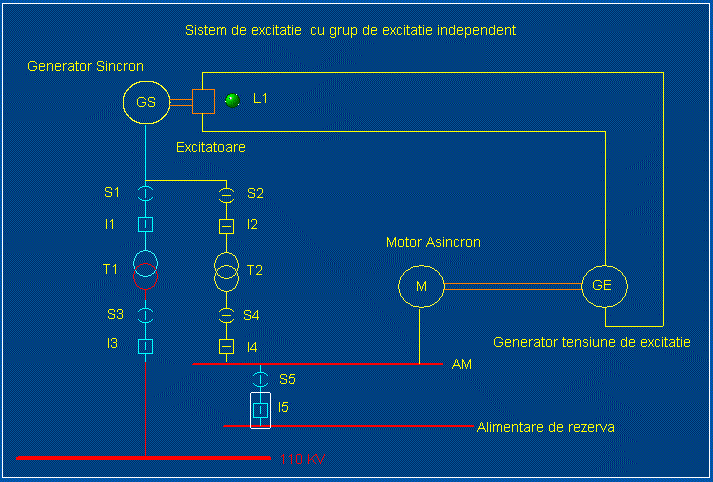 Sistem de excitatie cu grup de excitatie independent
Generator Sincron
GS
L1
Excitatoare
S1
S2
I1
I2
Motor Asincron
T1
T2
M
GE
S3
S4
Generator tensiune de excitatie
I3
I4
AM
S5
I5
Alimentare de rezerva
110 KV